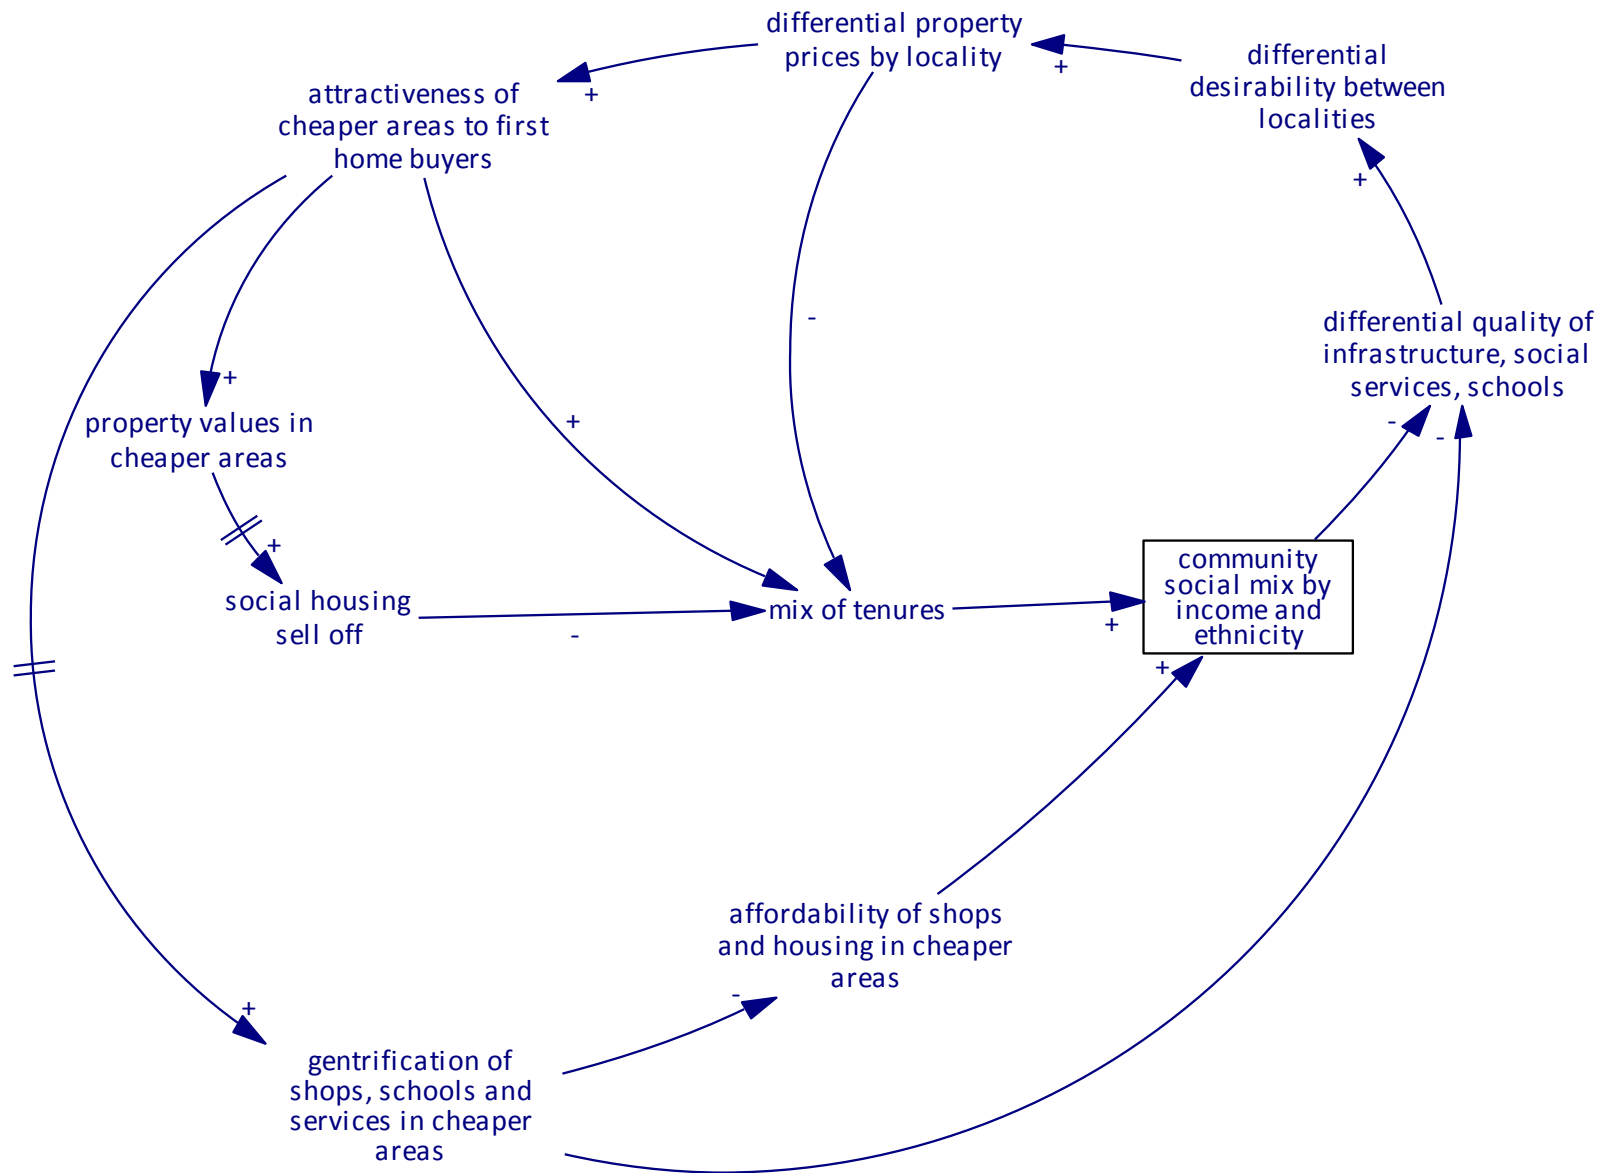 differential property
prices by locality
+
differential
desirability between
localities
+
attractiveness of
cheaper areas to first
home buyers
+
-
differential quality of
infrastructure, social
services, schools
+
property values in
cheaper areas
+
-
-
+
social housing
sell off
-
mix of tenures
+
community
social mix by
income and
ethnicity
+
affordability of shops
and housing in cheaper
areas
-
+
gentrification of
shops, schools and
services in cheaper
areas